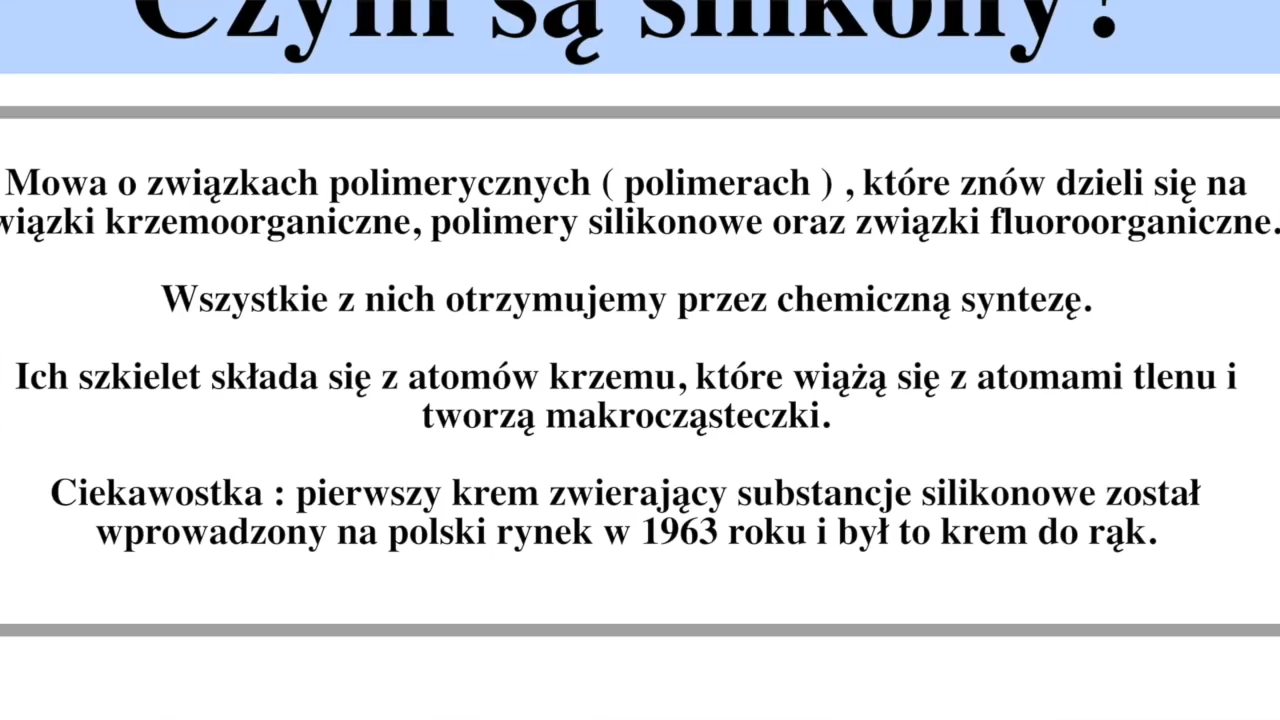 Czym są silikony?
Mowa o związkach polimerycznych ( polimerach ) , które znów dzieli się na
wiązki krzemoorganiczne, polimery silikonowe oraz związki fluoroorganiczne.
Wszystkie z nich otrzymujemy przez chemiczną syntezę.
Ich szkielet składa się z atomów krzemu, które wiążą się z atomami tlenu i
tworzą makrocząsteczki.
Ciekawostka : pierwszy krem zwierający substancje silikonowe został
wprowadzony na polski rynek w 1963 roku i był to krem do rąk.